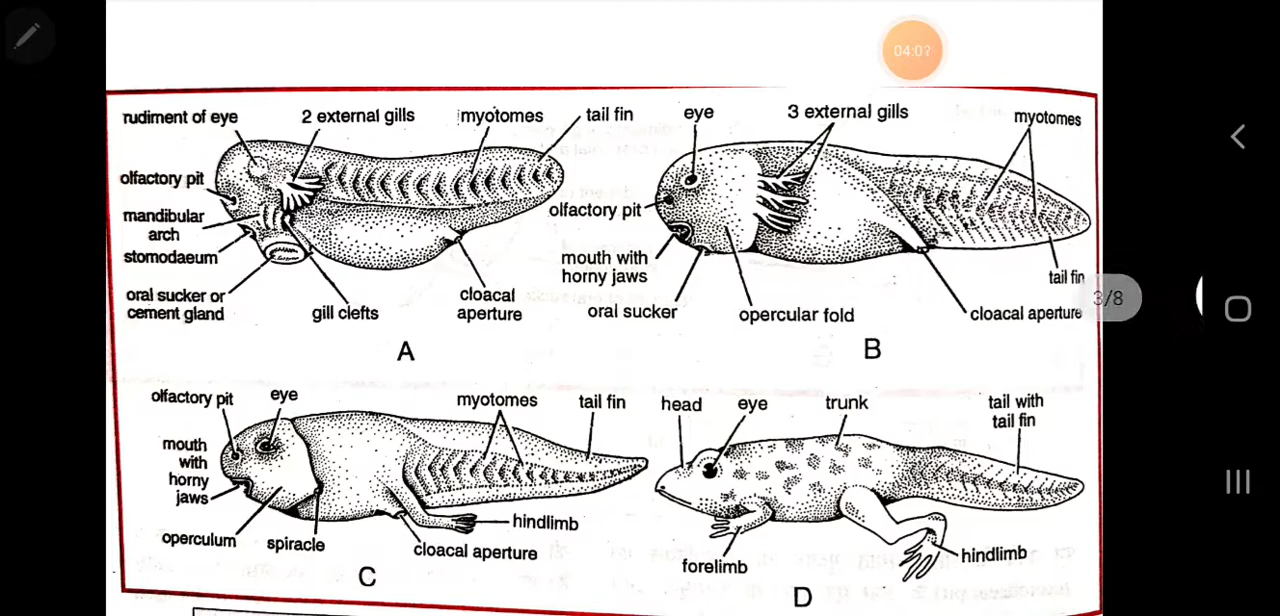 04:0?
rudiment of eye
2 external gills
myotomes
tail fin
olfactory pit
mandibular
arch
stomodaeum
oral sucker or
cement gland
gill clefts
cloacal
aperture
A
eye
3 external gills
myotomes
olfactory pit
mouth with
horny jaws
oral sucker
opercular fold
tail fin
cloacal aperture
B
3/8
olfactory pit
eye
myotomes
tail fin
mouth
with
horny
jaws
operculum
spiracle
hindlimb
cloacal aperture
C
head
eye
trunk
tail with
tail fin
forelimb
hindlimb
D